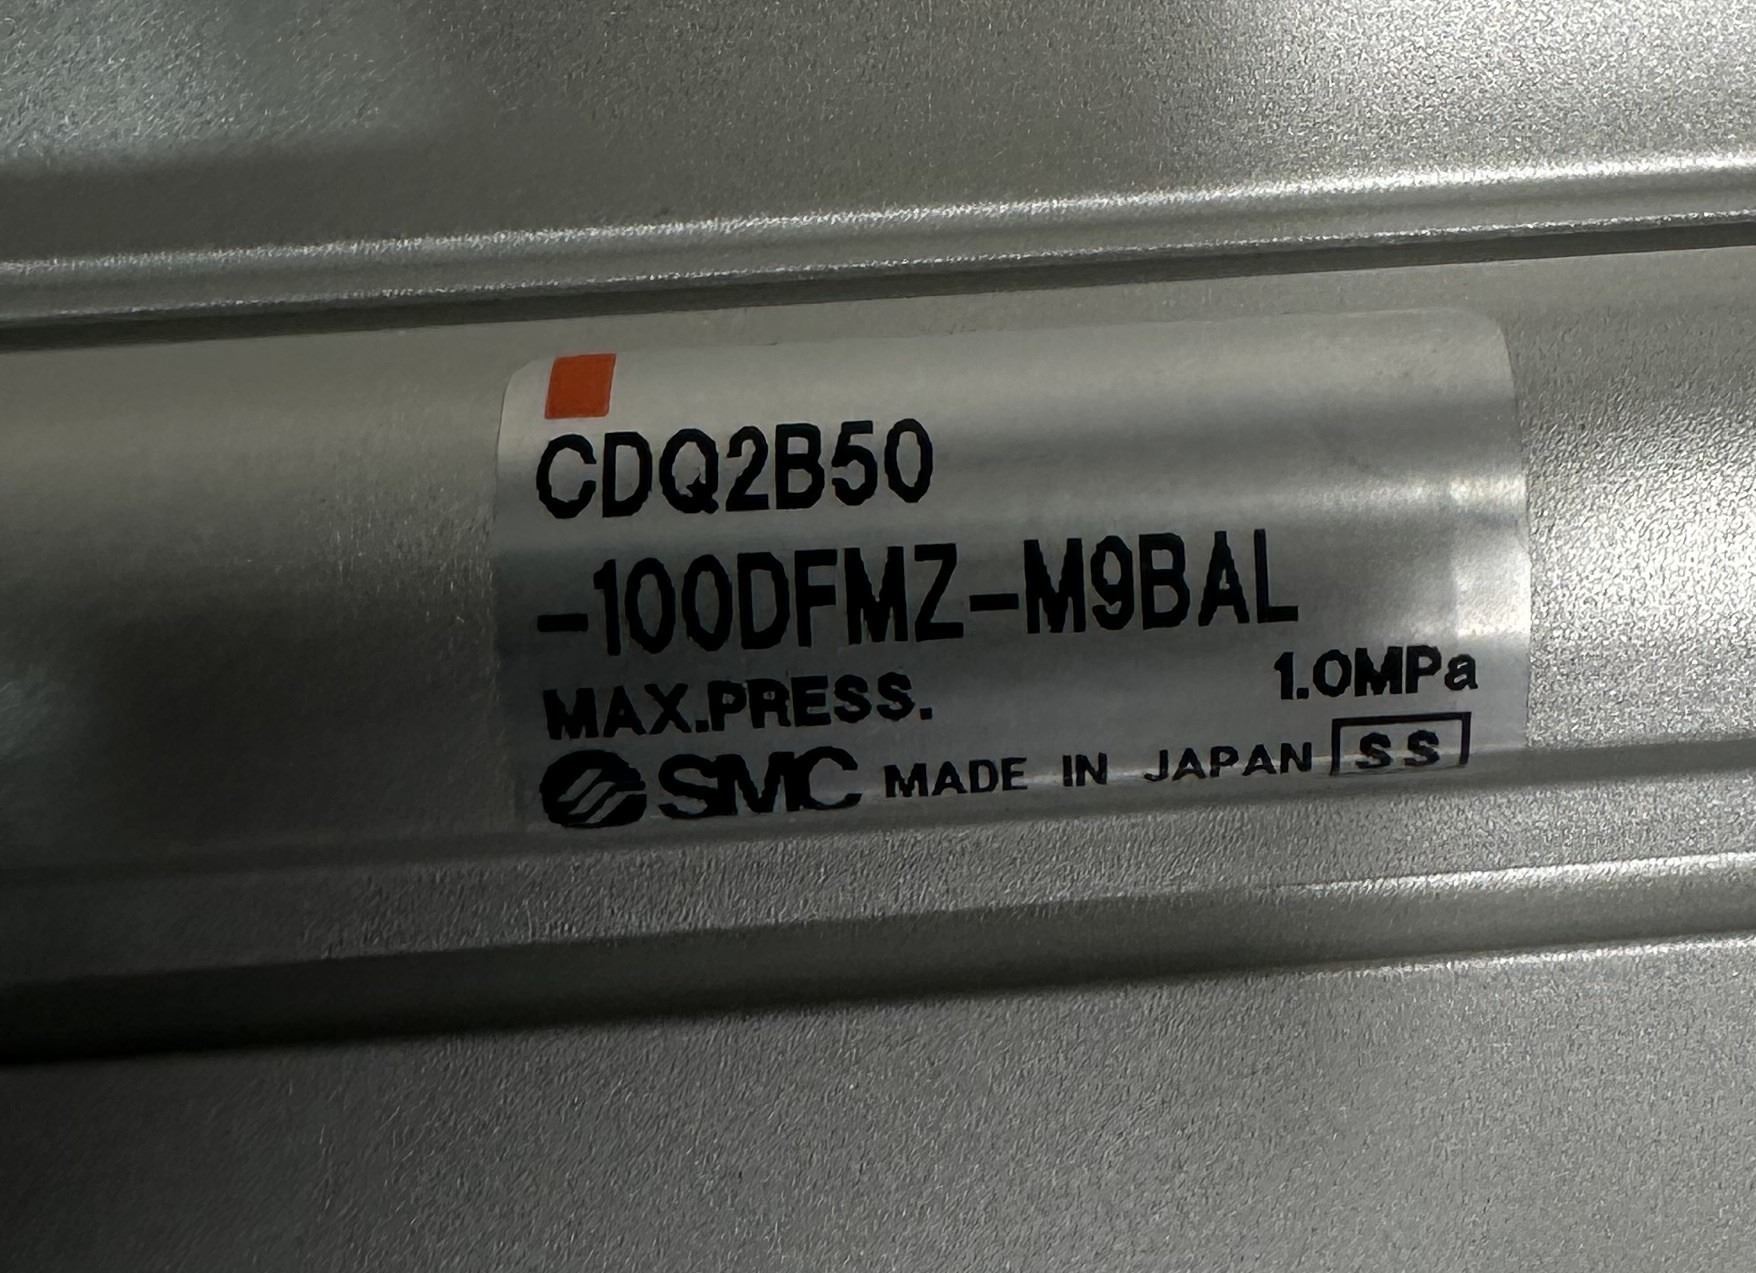 CDQ2B50
-100DFMZ-M9BAL
MAX.PRESS. 1.0MPa
SMC MADE IN JAPAN SS